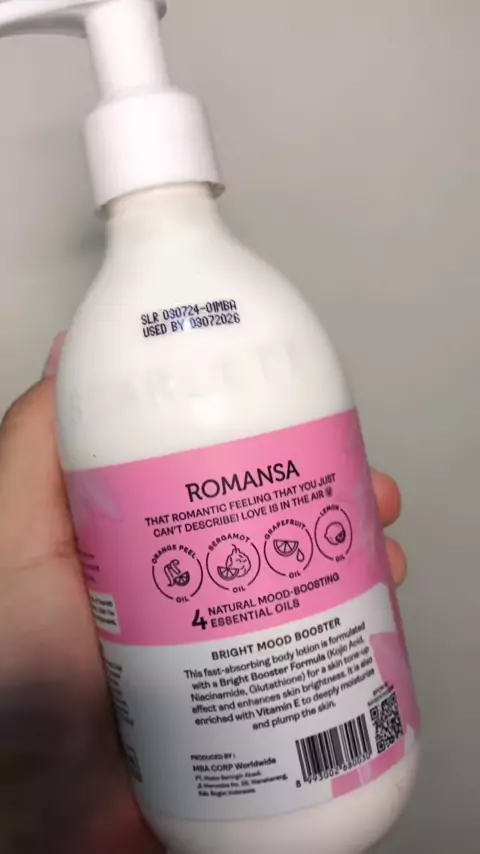 SLR 030724-01MBA
USED BY 03072026
SCARLETT
ROMANSA
THAT ROMANTIC FEELING THAT YOU JUST
CAN'T DESCRIBE! LOVE IS IN THE AIR
ORANGE PEEL OIL
BERGAMOT OIL
GRAPEFRUIT OIL
LEMON OIL
4 NATURAL MOOD-BOOSTING
ESSENTIAL OILS
BRIGHT MOOD BOOSTER
This fast-absorbing body lotion is formulated
with a Bright Booster Formula (Kojic Acid,
Niacinamide, Glutathione) for a skin tone-up
effect and enhances skin brightness. It is also
enriched with Vitamin E to deeply moisturize
and plump the skin.
PRODUCED BY :
MBA CORP Worldwide
8 993002 680030